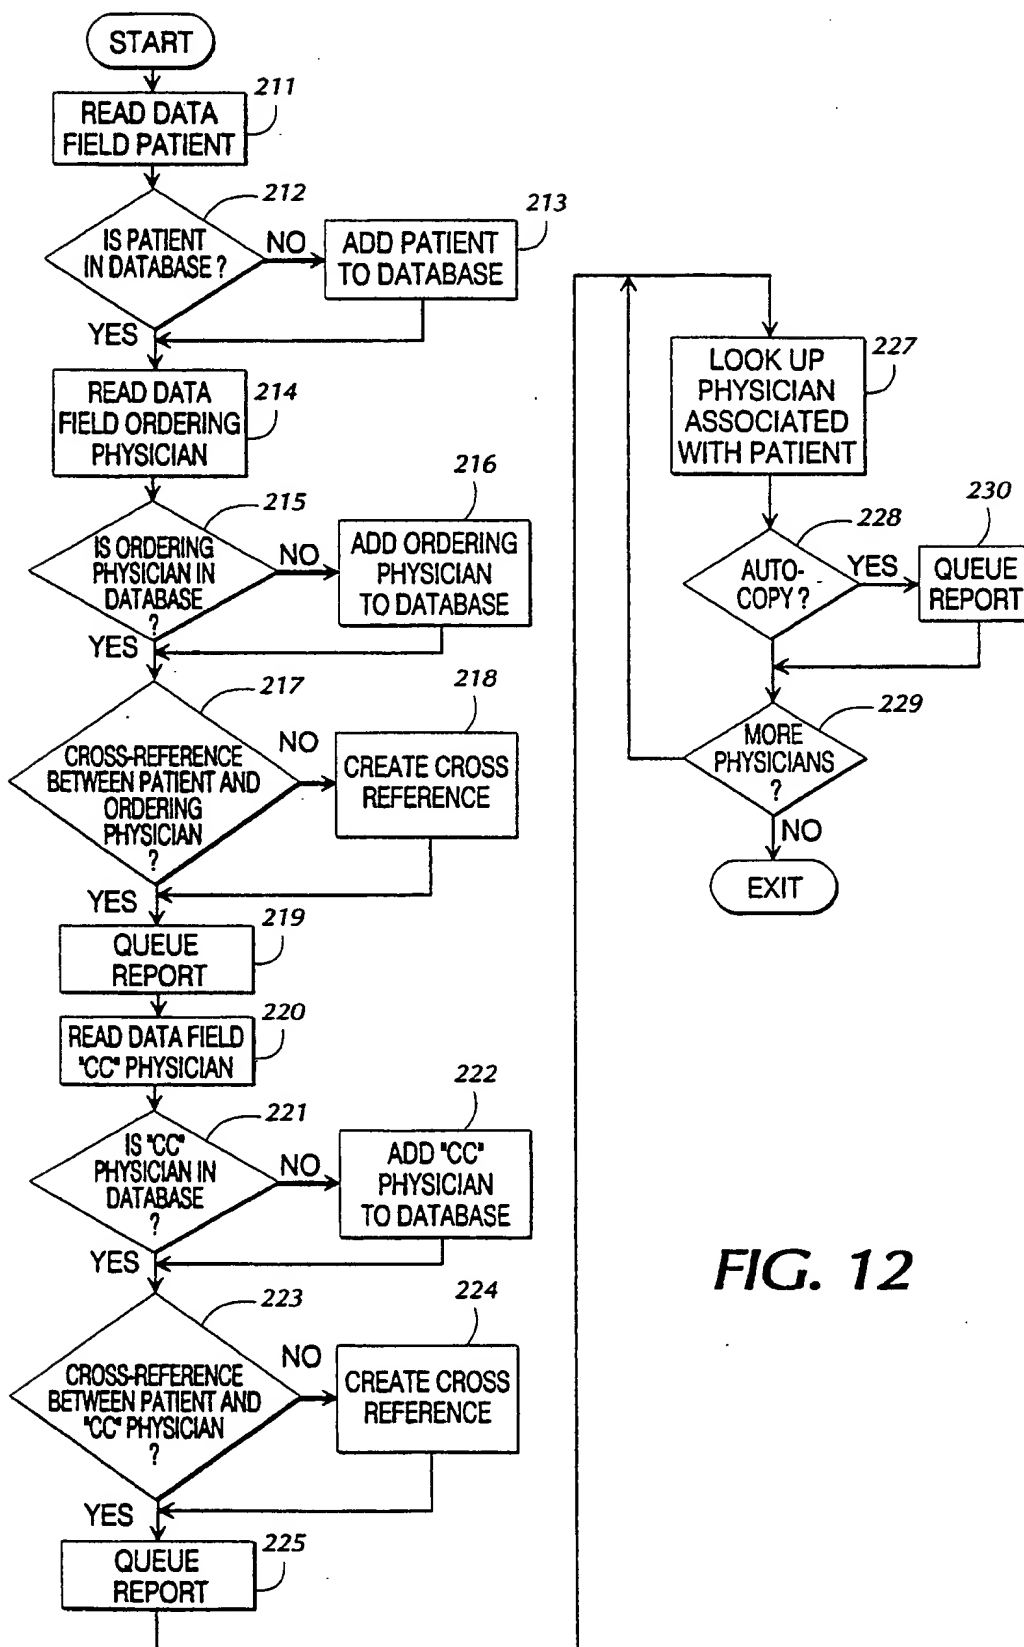 START
211
READ DATA
FIELD PATIENT
212
IS PATIENT
IN DATABASE ?
NO
213
ADD PATIENT
TO DATABASE
YES
READ DATA
FIELD ORDERING
PHYSICIAN
214
215
IS ORDERING
PHYSICIAN IN
DATABASE
?
NO
216
ADD ORDERING
PHYSICIAN
TO DATABASE
YES
217
CROSS-REFERENCE
BETWEEN PATIENT AND
ORDERING
PHYSICIAN
?
NO
218
CREATE CROSS
REFERENCE
YES
219
QUEUE
REPORT
220
READ DATA FIELD
"CC" PHYSICIAN
221
IS "CC"
PHYSICIAN IN
DATABASE
?
NO
222
ADD "CC"
PHYSICIAN
TO DATABASE
YES
223
CROSS-REFERENCE
BETWEEN PATIENT AND
"CC" PHYSICIAN
?
NO
224
CREATE CROSS
REFERENCE
YES
225
QUEUE
REPORT
227
LOOK UP
PHYSICIAN
ASSOCIATED
WITH PATIENT
228
AUTO-
COPY ?
YES
230
QUEUE
REPORT
229
MORE
PHYSICIANS
?
NO
EXIT
FIG. 12